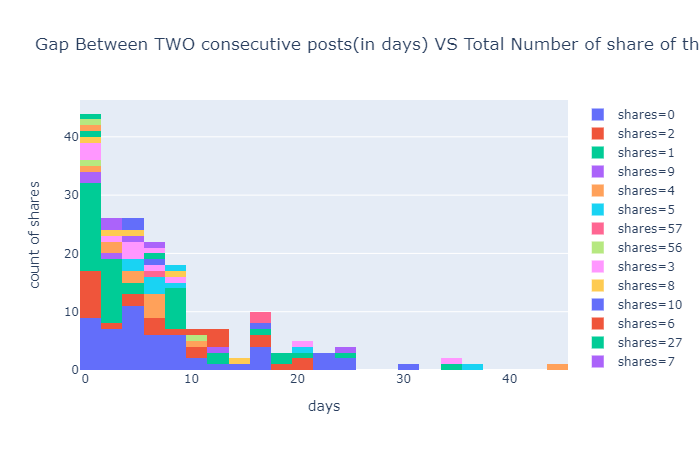 Gap Between TWO consecutive posts(in days) VS Total Number of share of th
count of shares
40
30
20
10
0
0 10 20 30 40
days
shares=0
shares=2
shares=1
shares=9
shares=4
shares=5
shares=57
shares=56
shares=3
shares=8
shares=10
shares=6
shares=27
shares=7